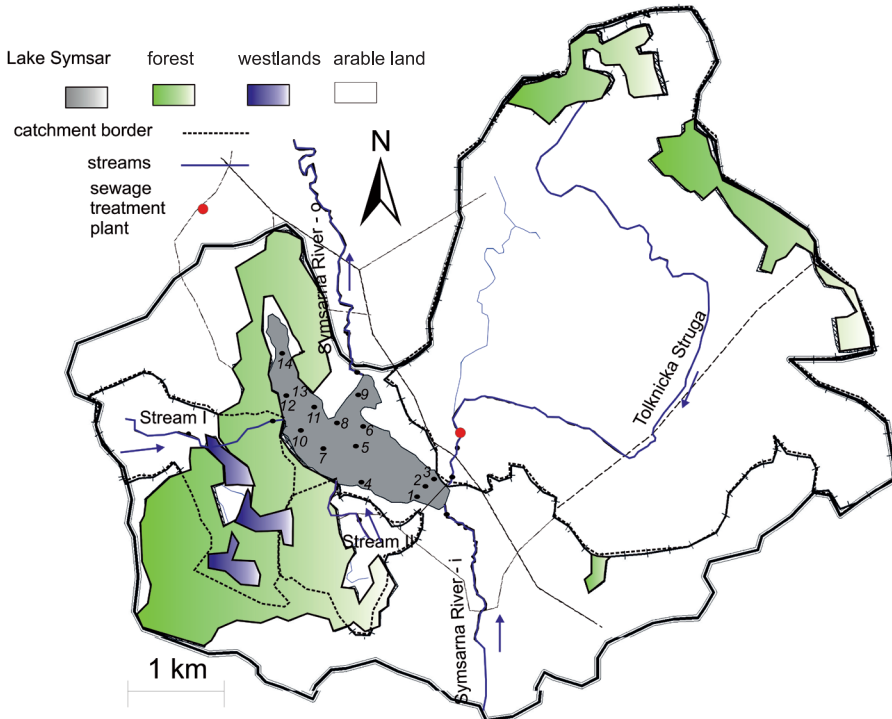 Lake Symsar forest westlands arable land
catchment border
streams
sewage
treatment
plant
N
Symsarna River - o
Tolknicka Struga
14
13
12
11
10
9
8
6
5
7
4
3
2
1
Stream I
Stream II
Symsarna River - i
1 km